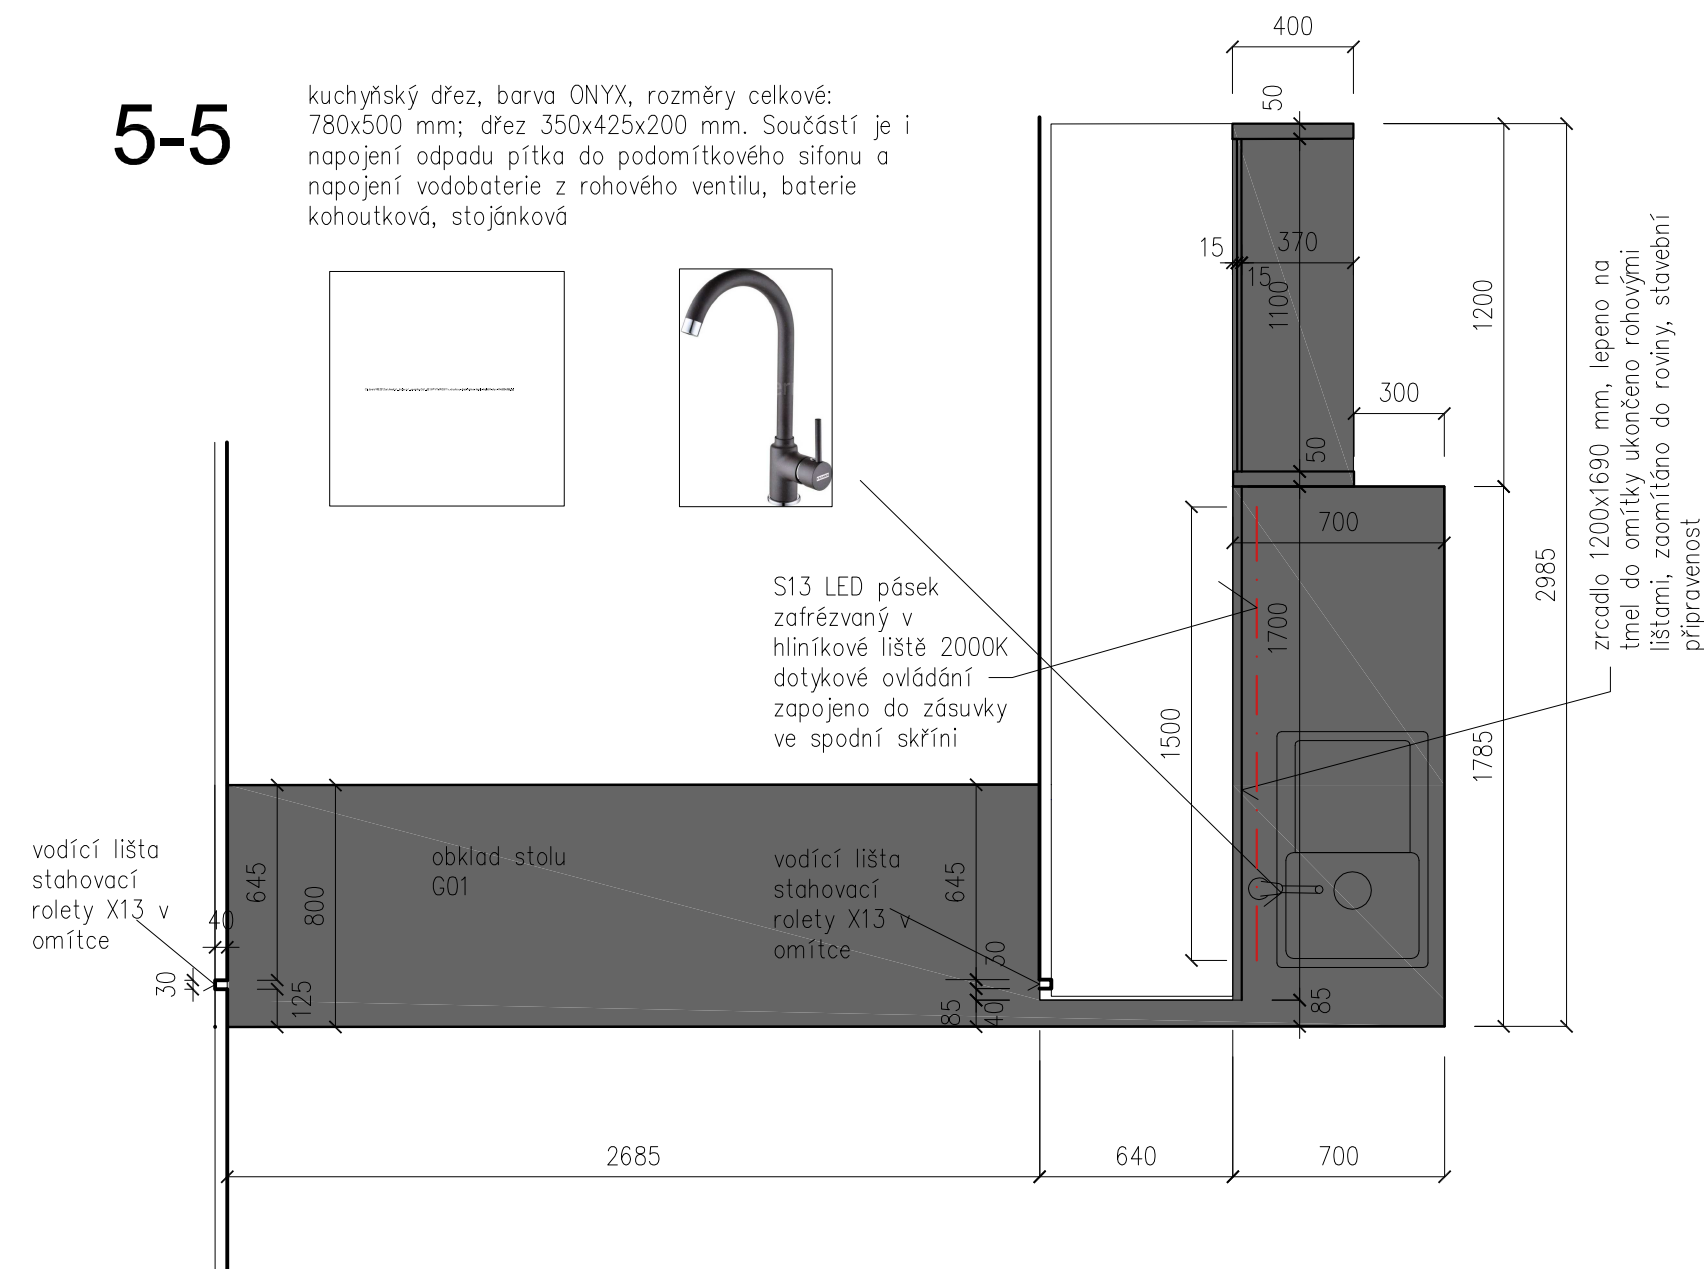 5-5
kuchyňský dřez, barva ONYX, rozměry celkové:
780x500 mm; dřez 350x425x200 mm. Součástí je i
napojení odpadu pítka do podomítkového sifonu a
napojení vodobaterie z rohového ventilu, baterie
kohoutková, stojánková
400
50
15
370
15
1100
1200
300
50
700
2985
zrcadlo 1200x1690 mm, lepeno na
tmel do omítky ukončeno rohovými
lištami, zaomítáno do roviny, stavební
připravenost
S13 LED pásek
zafrézvaný v
hliníkové liště 2000K
dotykové ovládání
zapojeno do zásuvky
ve spodní skříni
1700
1500
1785
vodící lišta
stahovací
rolety X13 v
omítce
40
30
645
800
125
obklad stolu
G01
vodící lišta
stahovací
rolety X13 v
omítce
645
30
85
40
85
2685
640
700